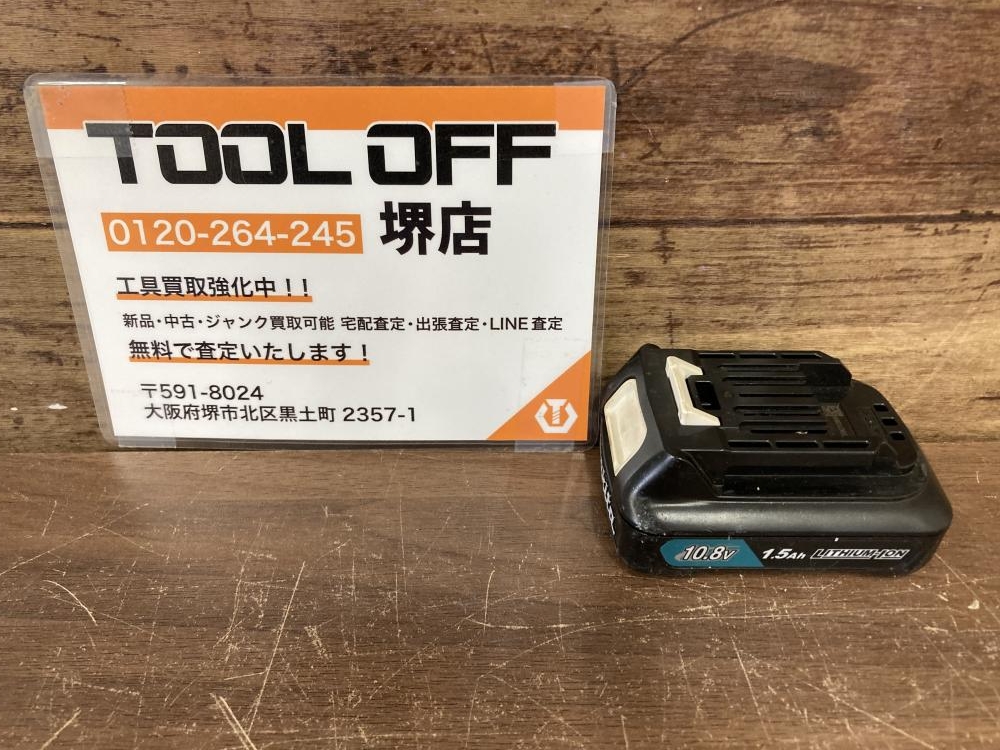 TOOL OFF
0120-264-245 堺店
工具買取強化中！！
新品・中古・ジャンク買取可能 宅配査定・出張査定・LINE査定
無料で査定いたします！
〒591-8024
大阪府堺市北区黒土町 2357-1
10.8V 1.5Ah LITHIUM-ION